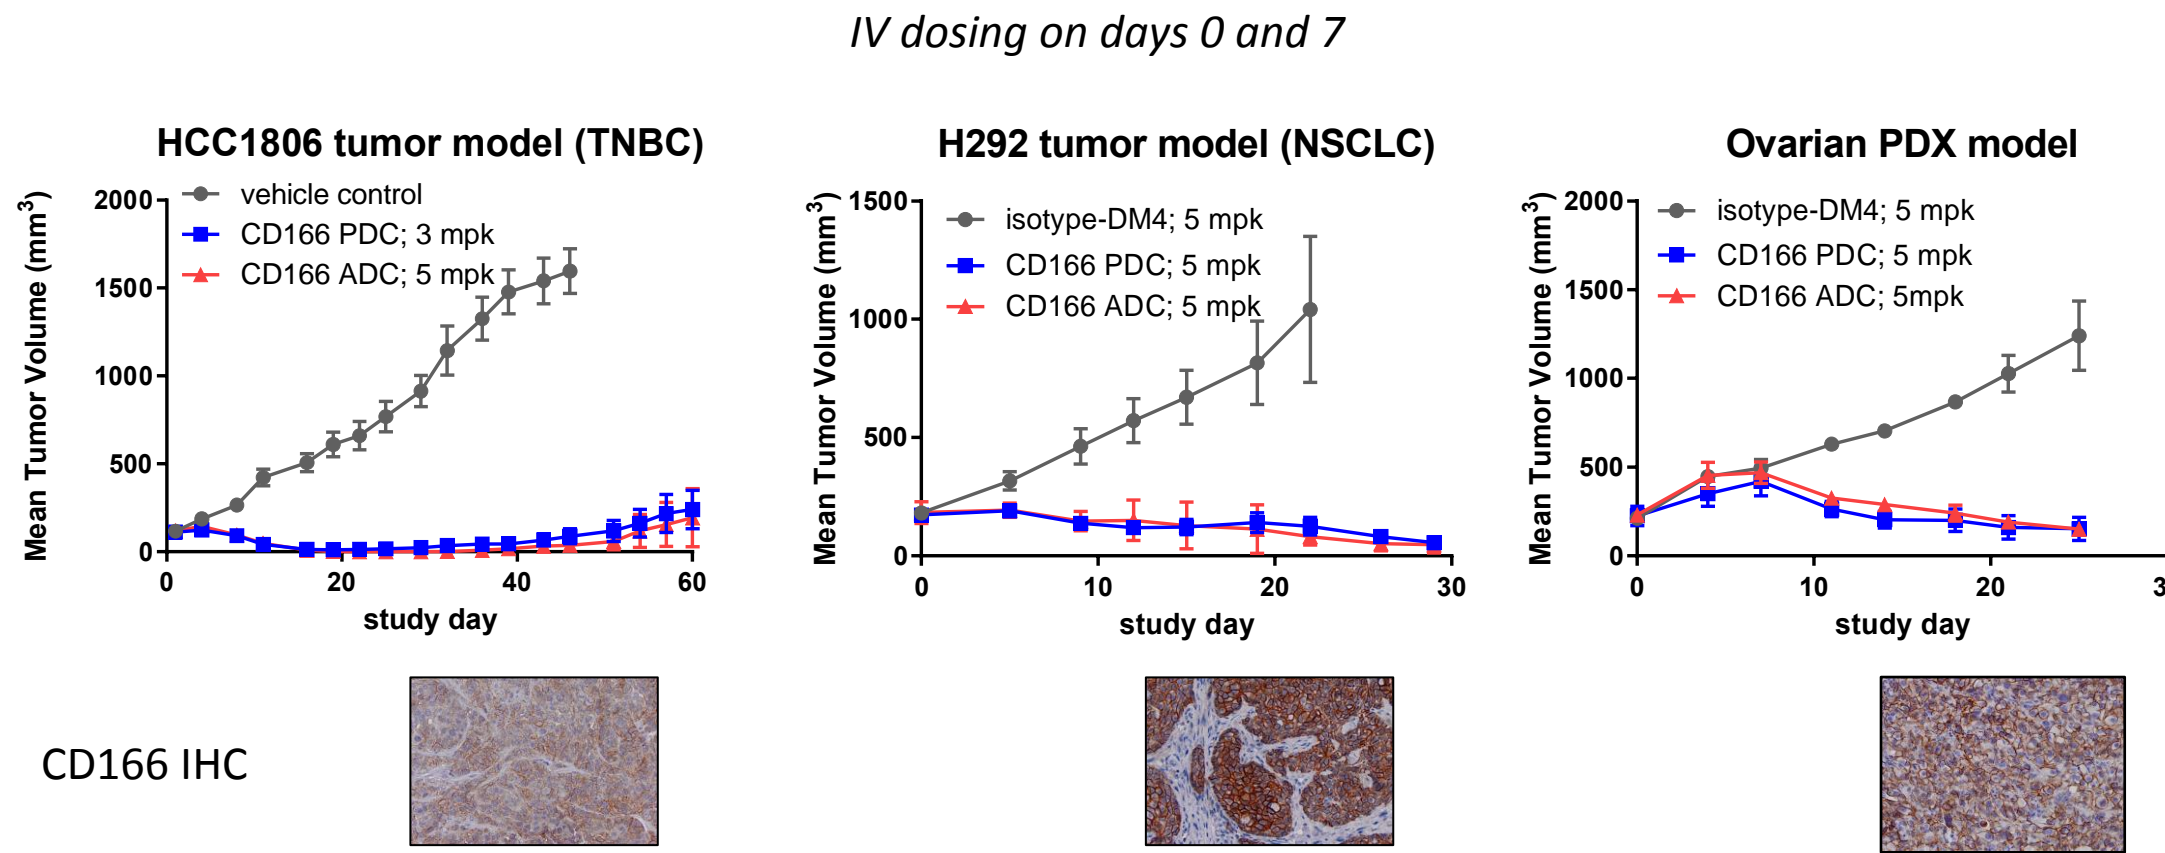 IV dosing on days 0 and 7
HCC1806 tumor model (TNBC)
Mean Tumor Volume (mm³)
2000
1500
1000
500
0
vehicle control
CD166 PDC; 3 mpk
CD166 ADC; 5 mpk
0 20 40 60
study day
H292 tumor model (NSCLC)
Mean Tumor Volume (mm³)
1500
1000
500
0
isotype-DM4; 5 mpk
CD166 PDC; 5 mpk
CD166 ADC; 5 mpk
0 10 20 30
study day
Ovarian PDX model
Mean Tumor Volume (mm³)
2000
1500
1000
500
0
isotype-DM4; 5 mpk
CD166 PDC; 5 mpk
CD166 ADC; 5mpk
0 10 20 3
study day
CD166 IHC